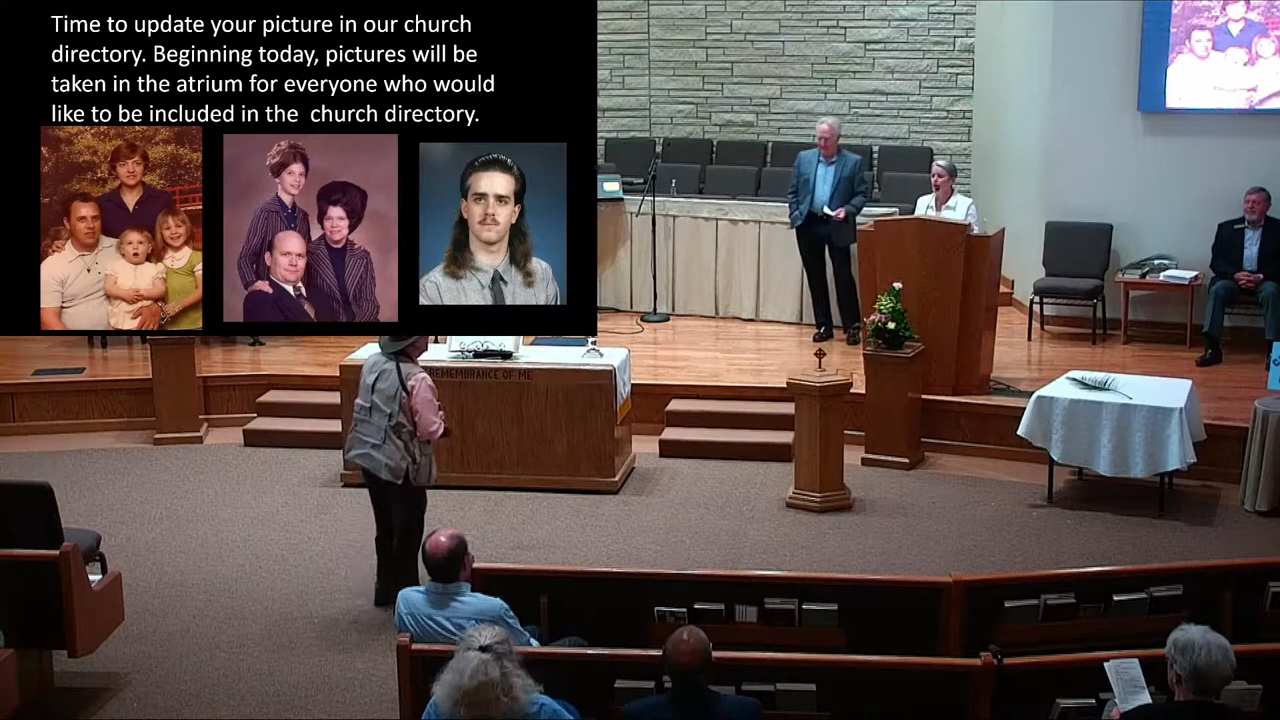 Time to update your picture in our church
directory. Beginning today, pictures will be
taken in the atrium for everyone who would
like to be included in the  church directory.
REMEMBRANCE OF ME